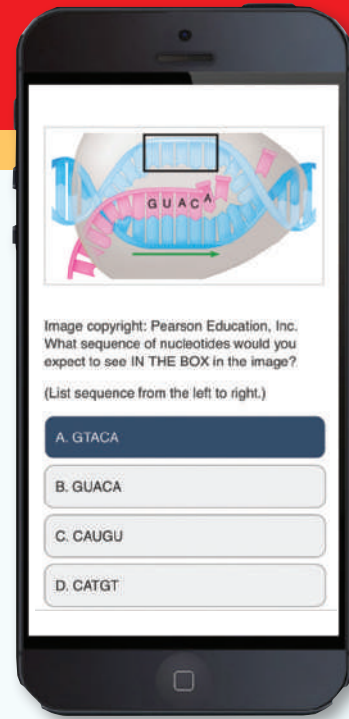 G U A C A
Image copyright: Pearson Education, Inc.
What sequence of nucleotides would you
expect to see IN THE BOX in the image?
(List sequence from the left to right.)
A. GTACA
B. GUACA
C. CAUGU
D. CATGT